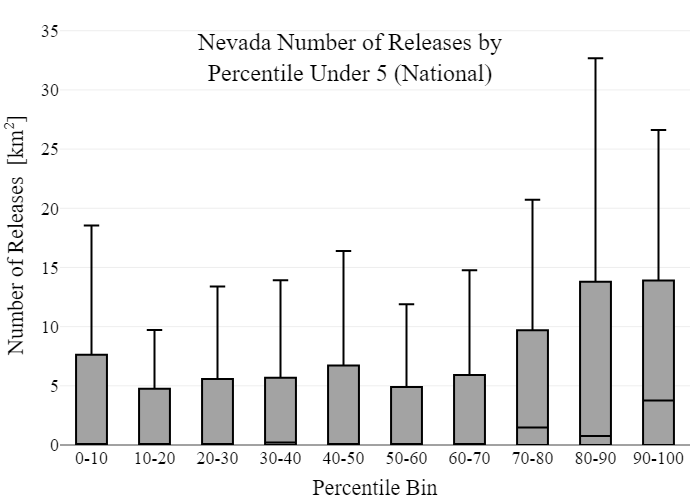 Nevada Number of Releases by
Percentile Under 5 (National)
Number of Releases [km²]
35
30
25
20
15
10
5
0
0-10 10-20 20-30 30-40 40-50 50-60 60-70 70-80 80-90 90-100
Percentile Bin